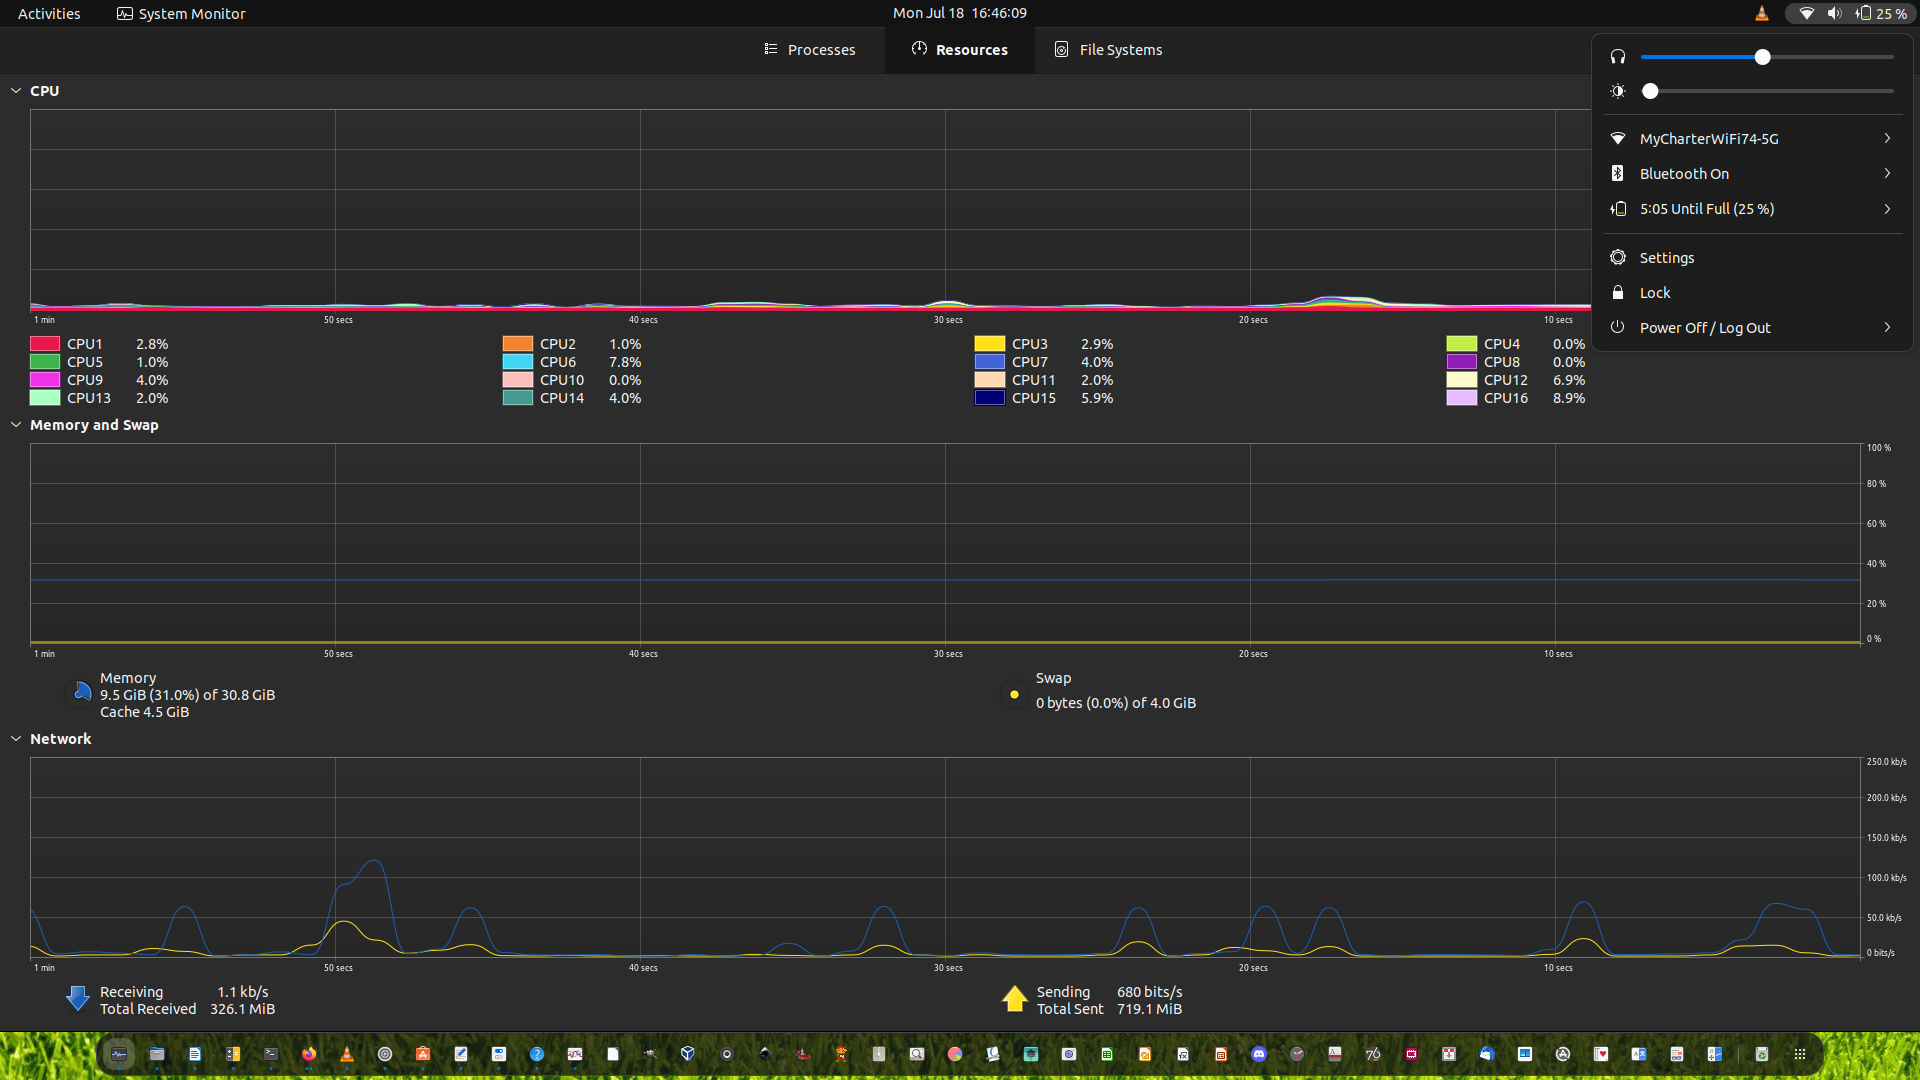 Activities
System Monitor
Mon Jul 18 16:46:09
25 %
Processes
Resources
File Systems
MyCharterWiFi74-5G
Bluetooth On
5:05 Until Full (25 %)
Settings
Lock
Power Off / Log Out
CPU
1 min 50 secs 40 secs 30 secs 20 secs 10 secs
CPU1 2.8% CPU2 1.0% CPU3 2.9% CPU4 0.0%
CPU5 1.0% CPU6 7.8% CPU7 4.0% CPU8 0.0%
CPU9 4.0% CPU10 0.0% CPU11 2.0% CPU12 6.9%
CPU13 2.0% CPU14 4.0% CPU15 5.9% CPU16 8.9%
Memory and Swap
100 %
80 %
60 %
40 %
20 %
0 %
1 min 50 secs 40 secs 30 secs 20 secs 10 secs
Memory
9.5 GiB (31.0%) of 30.8 GiB
Cache 4.5 GiB
Swap
0 bytes (0.0%) of 4.0 GiB
Network
250.0 kb/s
200.0 kb/s
150.0 kb/s
100.0 kb/s
50.0 kb/s
0 bits/s
1 min 50 secs 40 secs 30 secs 20 secs 10 secs
Receiving 1.1 kb/s
Total Received 326.1 MiB
Sending 680 bits/s
Total Sent 719.1 MiB